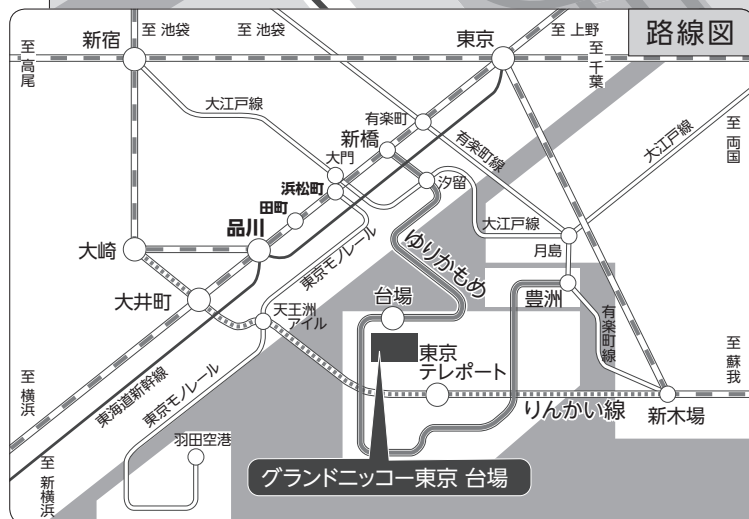 路線図
至 池袋
至 池袋
至 上野
新宿
東京
至 高尾
至 千葉
大江戸線
有楽町
新橋
有楽町線
大江戸線
至 両国
大門
浜松町
汐留
田町
品川
大江戸線
月島
ゆりかもめ
東京モノレール
大崎
大井町
台場
豊洲
天王洲
アイル
有楽町線
東京
テレポート
至 蘇我
りんかい線
新木場
至 横浜
東海道新幹線
東京モノレール
羽田空港
至 新横浜
グランドニッコー東京 台場